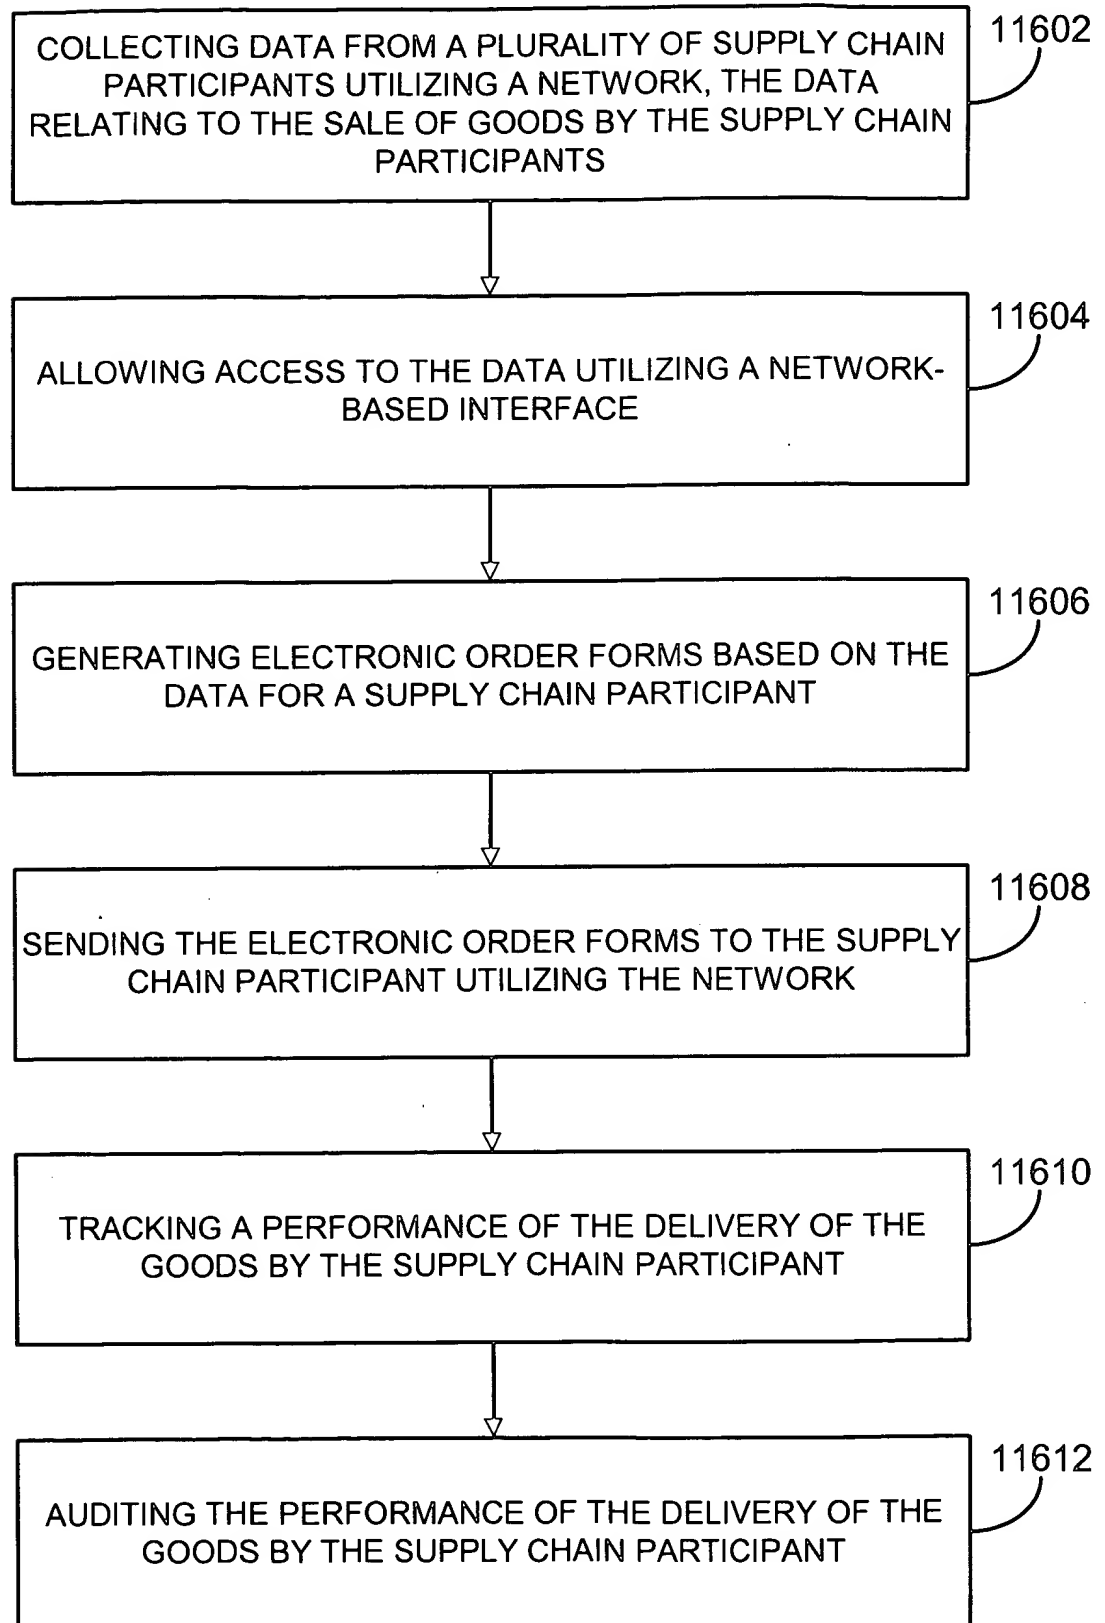 COLLECTING DATA FROM A PLURALITY OF SUPPLY CHAIN
PARTICIPANTS UTILIZING A NETWORK, THE DATA
RELATING TO THE SALE OF GOODS BY THE SUPPLY CHAIN
PARTICIPANTS
11602
ALLOWING ACCESS TO THE DATA UTILIZING A NETWORK-
BASED INTERFACE
11604
GENERATING ELECTRONIC ORDER FORMS BASED ON THE
DATA FOR A SUPPLY CHAIN PARTICIPANT
11606
SENDING THE ELECTRONIC ORDER FORMS TO THE SUPPLY
CHAIN PARTICIPANT UTILIZING THE NETWORK
11608
TRACKING A PERFORMANCE OF THE DELIVERY OF THE
GOODS BY THE SUPPLY CHAIN PARTICIPANT
11610
AUDITING THE PERFORMANCE OF THE DELIVERY OF THE
GOODS BY THE SUPPLY CHAIN PARTICIPANT
11612